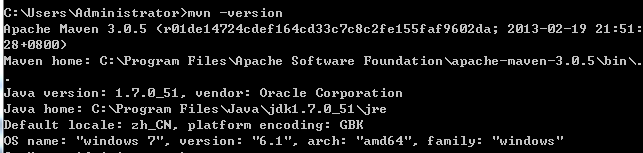 C:\Users\Administrator>mvn -version
Apache Maven 3.0.5 (r01de14724cdef164cd33c7c8c2fe155faf9602da; 2013-02-19 21:51:
28+0800)
Maven home: C:\Program Files\Apache Software Foundation\apache-maven-3.0.5\bin\.
.
Java version: 1.7.0_51, vendor: Oracle Corporation
Java home: C:\Program Files\Java\jdk1.7.0_51\jre
Default locale: zh_CN, platform encoding: GBK
OS name: "windows 7", version: "6.1", arch: "amd64", family: "windows"